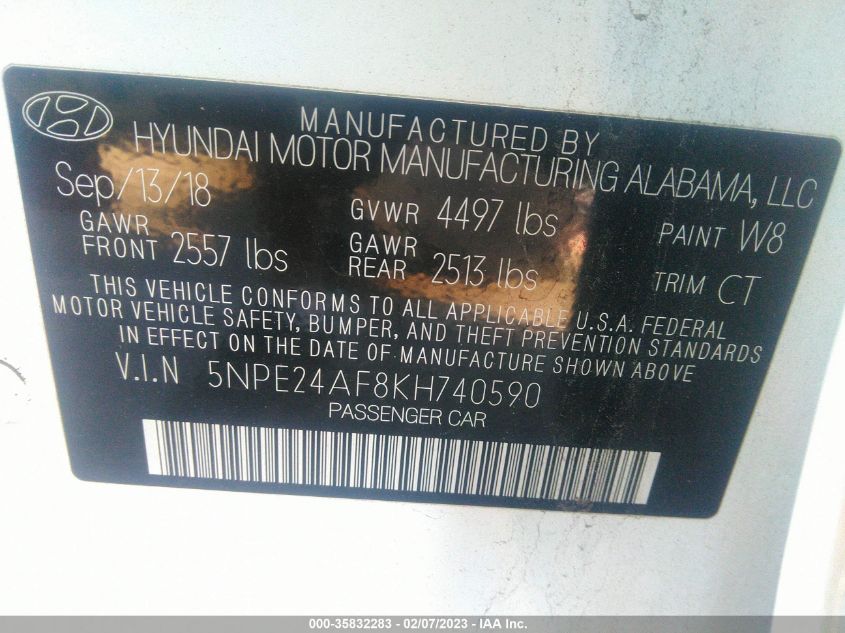 MANUFACTURED BY
HYUNDAI MOTOR MANUFACTURING ALABAMA, LLC
Sep/13/18 GVWR 4497 lbs PAINT W8
GAWR FRONT 2557 lbs GAWR REAR 2513 lbs TRIM CT
THIS VEHICLE CONFORMS TO ALL APPLICABLE U.S.A. FEDERAL
MOTOR VEHICLE SAFETY, BUMPER, AND THEFT PREVENTION STANDARDS
IN EFFECT ON THE DATE OF MANUFACTURE SHOWN ABOVE
V.I.N 5NPE24AF8KH740590
PASSENGER CAR
000-35832283 - 02/07/2023 - IAA Inc.